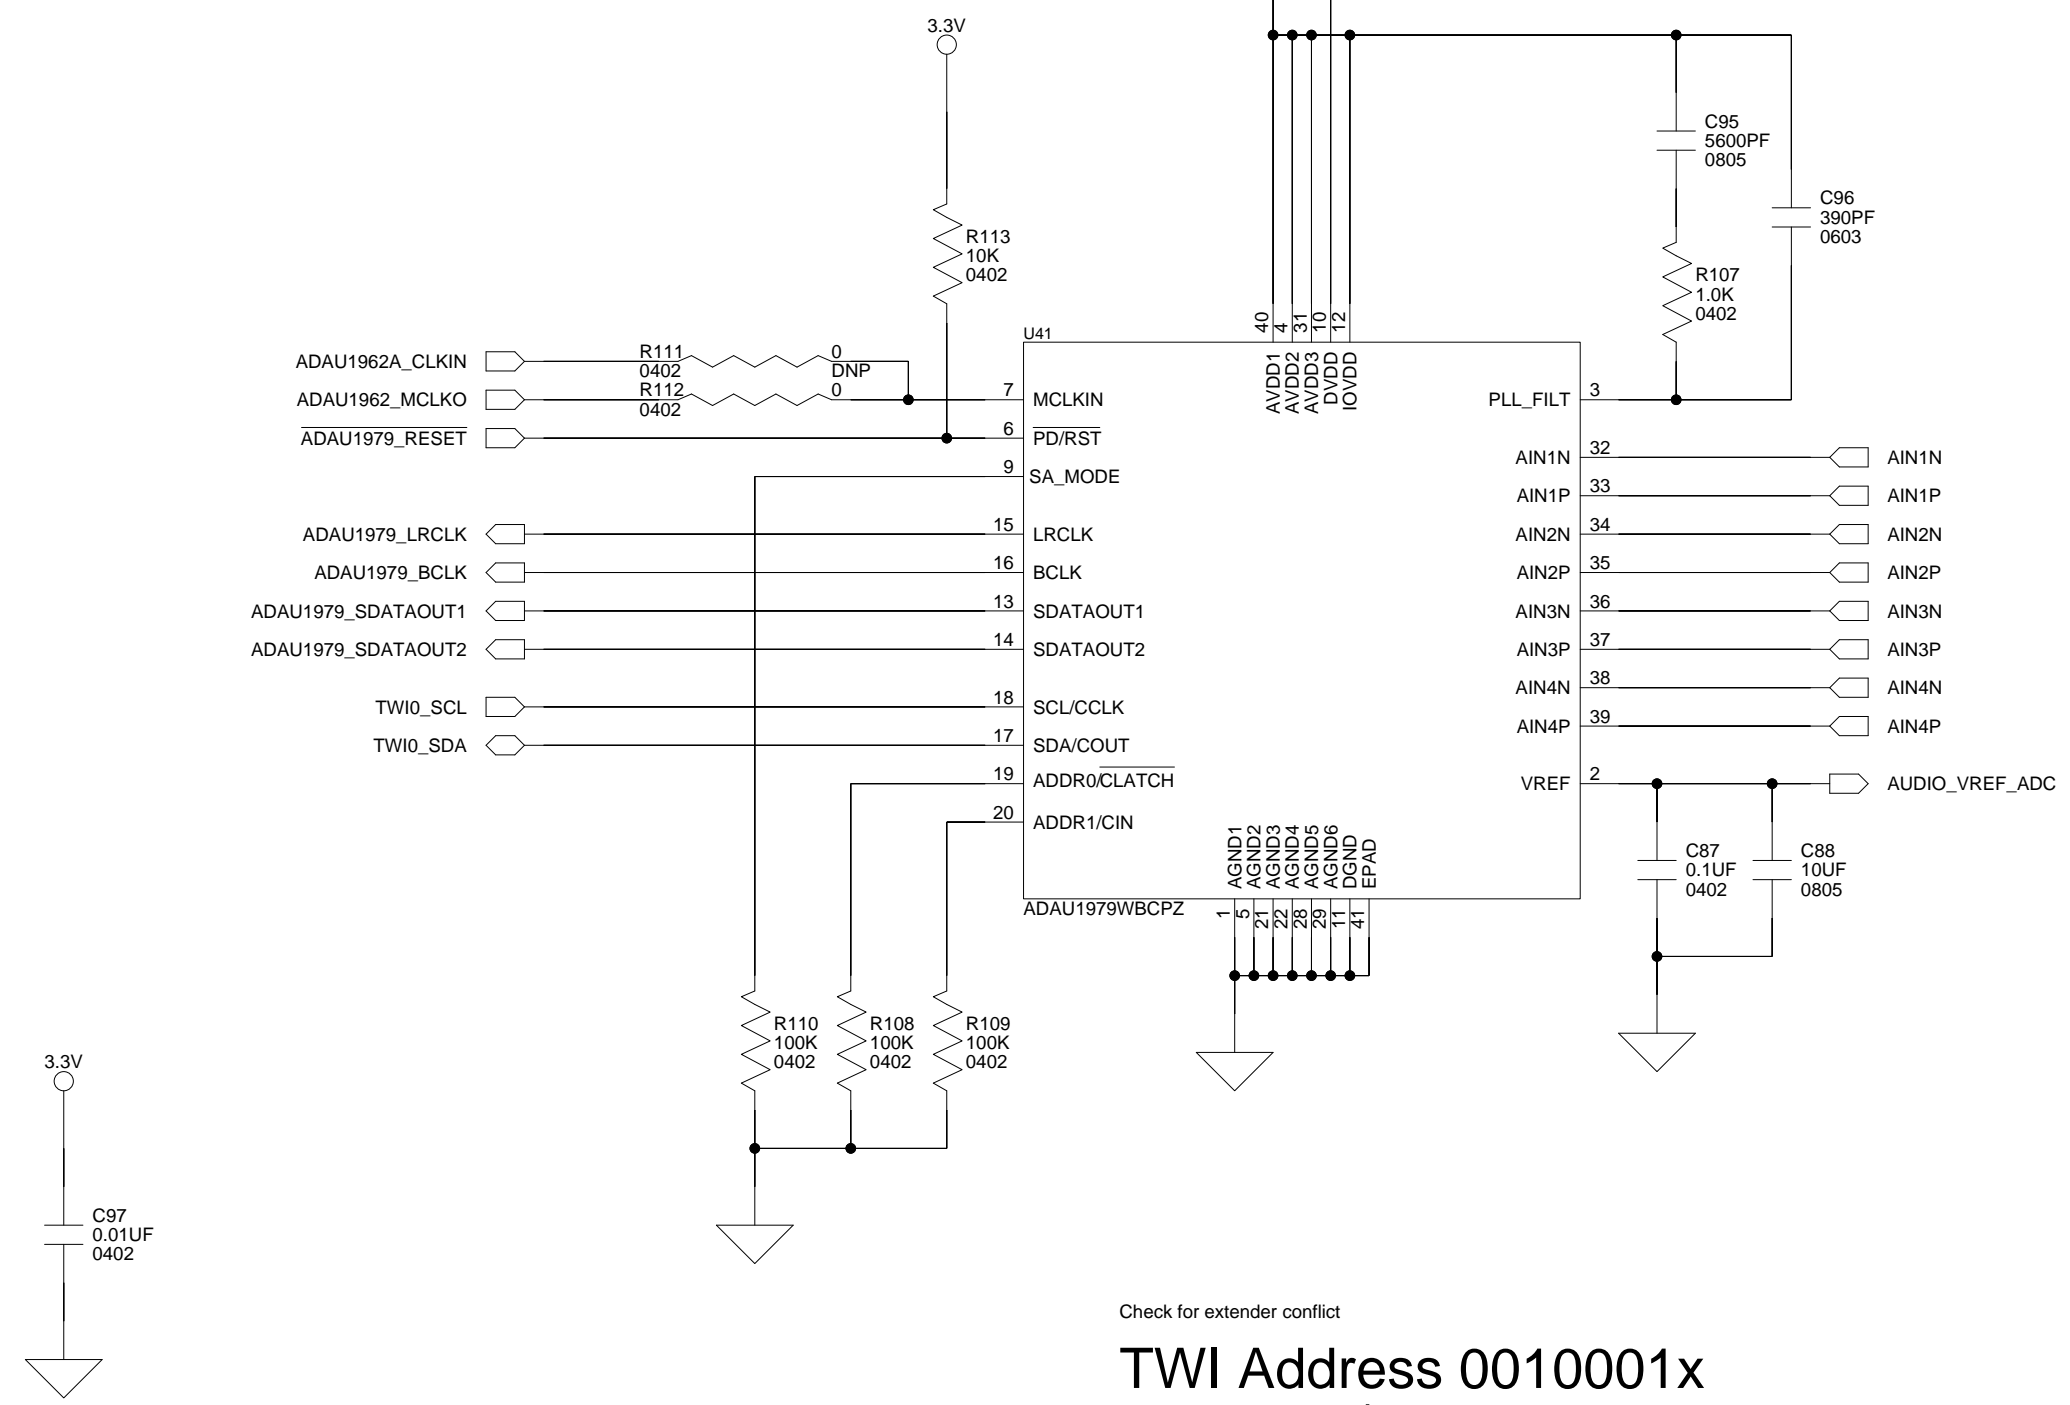 3.3V
C95
5600PF
0805
C96
390PF
0603
R113
10K
0402
R107
1.0K
0402
U41
40
4
31
10
12
ADAU1962A_CLKIN
R111
0402
0
DNP
ADAU1962_MCLKO
R112
0402
0
7
MCLKIN
ADAU1979_RESET
6
PD/RST
9
SA_MODE
AVDD1
AVDD2
AVDD3
DVDD
IOVDD
PLL_FILT
3
AIN1N
32
AIN1N
AIN1P
33
AIN1P
ADAU1979_LRCLK
15
LRCLK
AIN2N
34
AIN2N
ADAU1979_BCLK
16
BCLK
AIN2P
35
AIN2P
ADAU1979_SDATAOUT1
13
SDATAOUT1
AIN3N
36
AIN3N
ADAU1979_SDATAOUT2
14
SDATAOUT2
AIN3P
37
AIN3P
AIN4N
38
AIN4N
TWI0_SCL
18
SCL/CCLK
AIN4P
39
AIN4P
TWI0_SDA
17
SDA/COUT
19
ADDR0/CLATCH
VREF
2
AUDIO_VREF_ADC
20
ADDR1/CIN
AGND1
AGND2
AGND3
AGND4
AGND5
AGND6
DGND
EPAD
C87
0.1UF
0402
C88
10UF
0805
ADAU1979WBCPZ
1
5
21
22
28
29
11
41
R110
100K
0402
R108
100K
0402
R109
100K
0402
3.3V
C97
0.01UF
0402
Check for extender conflict
TWI Address 0010001x